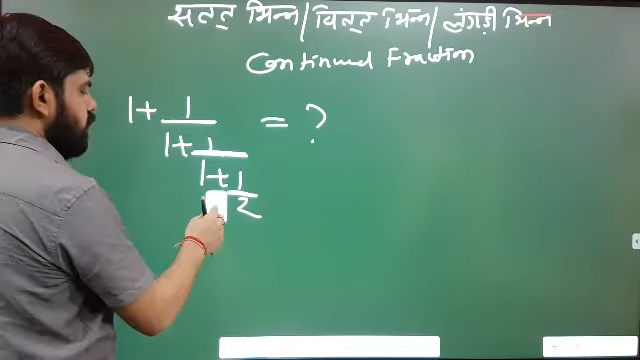 सतत भिन्न/वितत भिन्न/लंगड़ी भिन्न
Continued Fraction
1+ 1
1+ 1 = ?
1+ 1
2